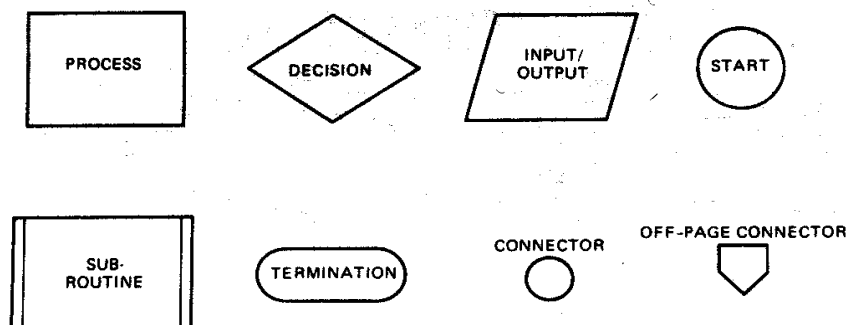 PROCESS
DECISION
INPUT/
OUTPUT
START
SUB-
ROUTINE
TERMINATION
CONNECTOR
OFF-PAGE CONNECTOR